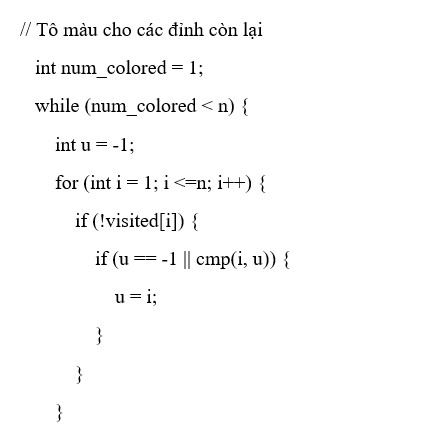 // Tô màu cho các đỉnh còn lại
int num_colored = 1;
while (num_colored < n) {
int u = -1;
for (int i = 1; i <=n; i++) {
if (!visited[i]) {
if (u == -1 || cmp(i, u)) {
u = i;
}
}
}